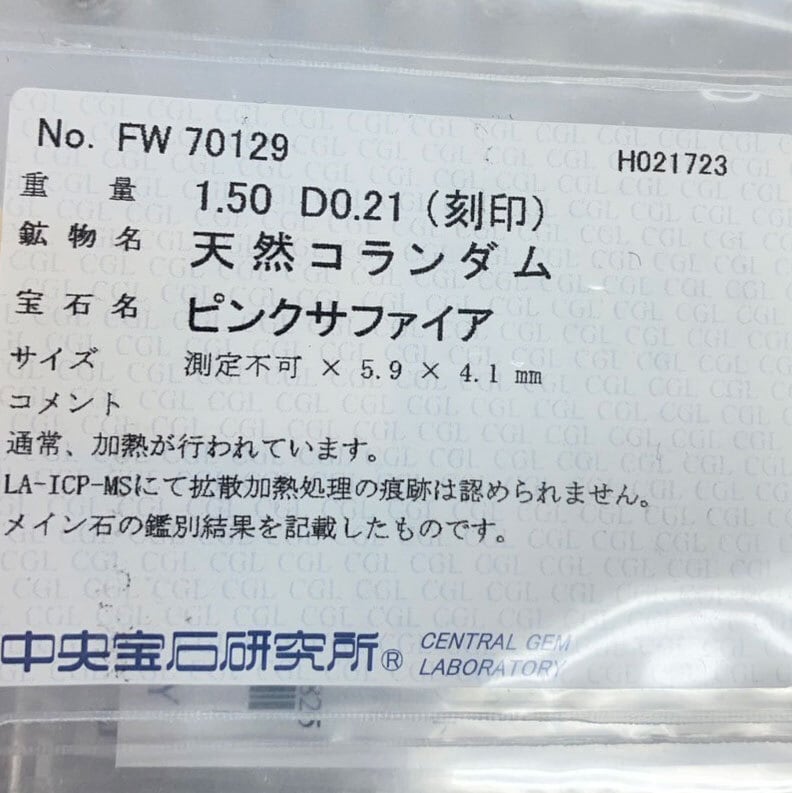 No. FW 70129
H021723
重量 1.50 D0.21（刻印）
鉱物名 天然コランダム
宝石名 ピンクサファイア
サイズ 測定不可 × 5.9 × 4.1 mm
コメント
通常、加熱が行われています。
LA-ICP-MSにて拡散加熱処理の痕跡は認められません。
メイン石の鑑別結果を記載したものです。
中央宝石研究所® CENTRAL GEM
LABORATORY